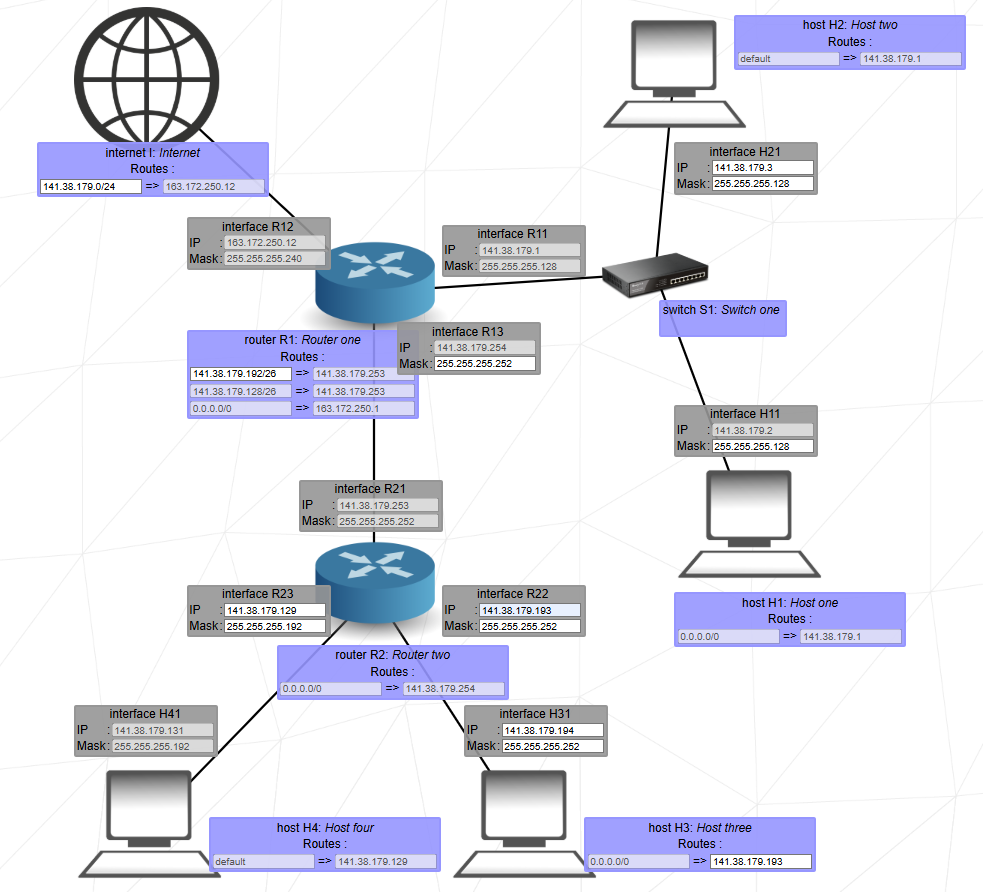 host H2: Host two
Routes :
default => 141.38.179.1
internet I: Internet
Routes :
141.38.179.0/24 => 163.172.250.12
interface H21
IP : 141.38.179.3
Mask: 255.255.255.128
interface R12
IP : 163.172.250.12
Mask: 255.255.255.240
interface R11
IP : 141.38.179.1
Mask: 255.255.255.128
switch S1: Switch one
interface R13
IP : 141.38.179.254
Mask: 255.255.255.252
router R1: Router one
Routes :
141.38.179.192/26 => 141.38.179.253
141.38.179.128/26 => 141.38.179.253
0.0.0.0/0 => 163.172.250.1
interface H11
IP : 141.38.179.2
Mask: 255.255.255.128
interface R21
IP : 141.38.179.253
Mask: 255.255.255.252
interface R23
IP : 141.38.179.129
Mask: 255.255.255.192
interface R22
IP : 141.38.179.193
Mask: 255.255.255.252
host H1: Host one
Routes :
0.0.0.0/0 => 141.38.179.1
router R2: Router two
Routes :
0.0.0.0/0 => 141.38.179.254
interface H41
IP : 141.38.179.131
Mask: 255.255.255.192
interface H31
IP : 141.38.179.194
Mask: 255.255.255.252
host H4: Host four
Routes :
default => 141.38.179.129
host H3: Host three
Routes :
0.0.0.0/0 => 141.38.179.193